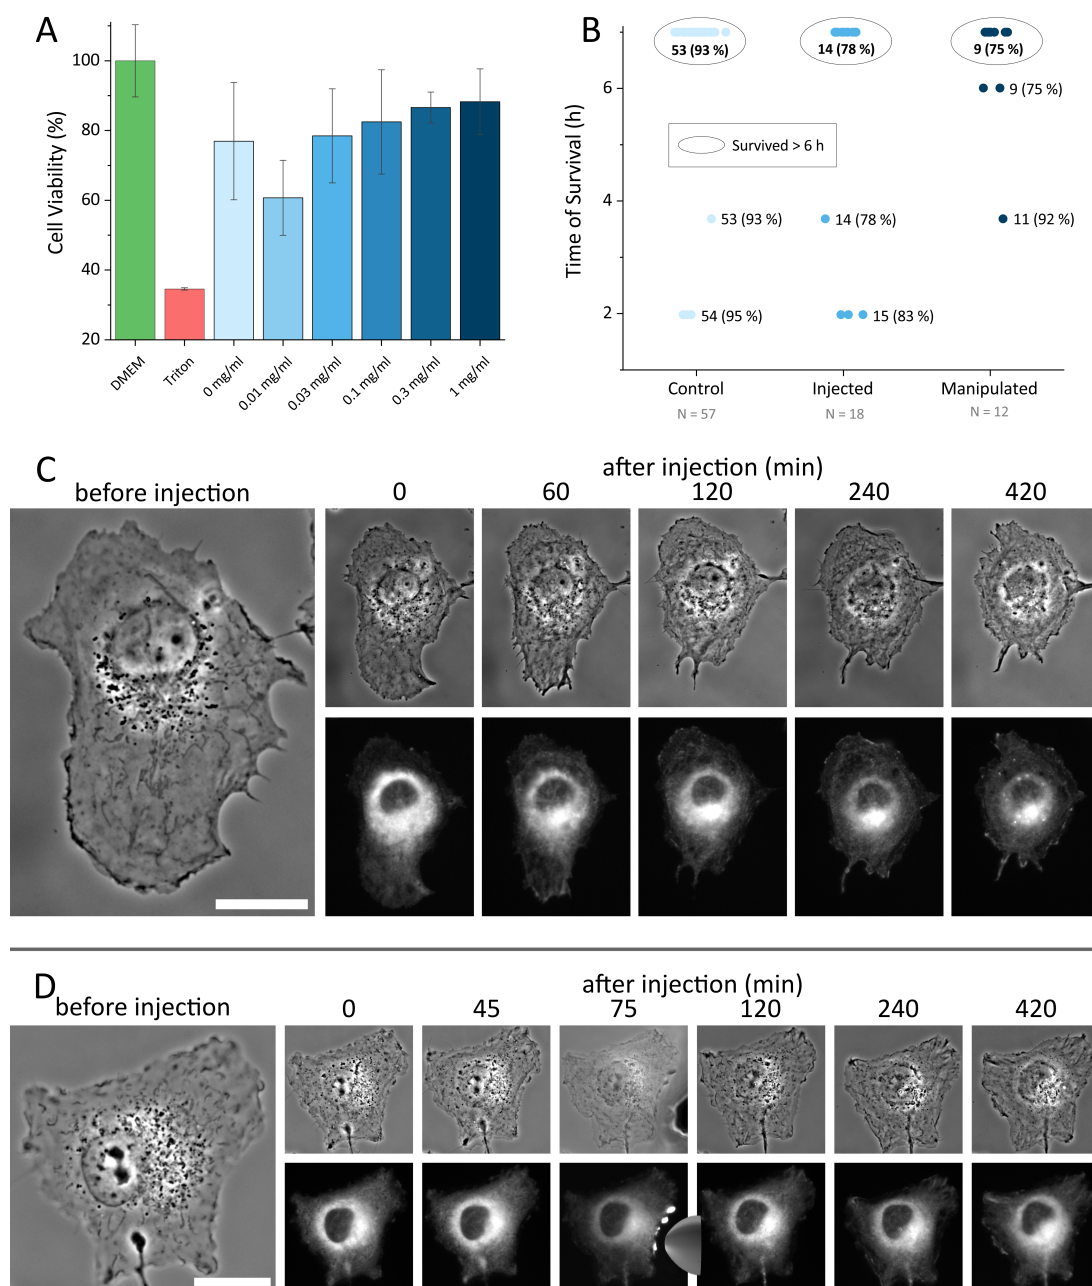 A
Cell Viability (%)
100
80
60
40
20
DMEM
Triton
0 mg/ml
0.01 mg/ml
0.03 mg/ml
0.1 mg/ml
0.3 mg/ml
1 mg/ml
B
Time of Survival (h)
6
4
2
53 (93 %)
14 (78 %)
9 (75 %)
9 (75 %)
Survived > 6 h
53 (93 %)
14 (78 %)
11 (92 %)
54 (95 %)
15 (83 %)
Control
Injected
Manipulated
N = 57
N = 18
N = 12
C
before injection
after injection (min)
0
60
120
240
420
D
before injection
after injection (min)
0
45
75
120
240
420